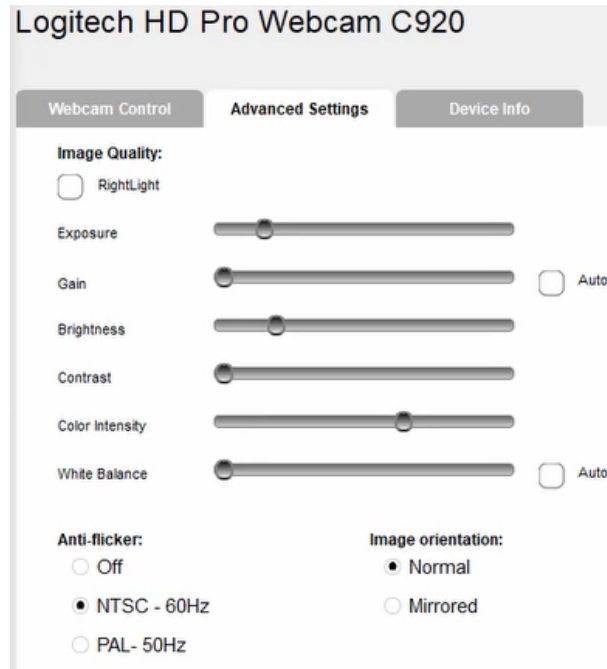 Logitech HD Pro Webcam C920
Webcam Control Advanced Settings Device Info
Image Quality:
RightLight
Exposure
Gain Auto
Brightness
Contrast
Color Intensity
White Balance Auto
Anti-flicker: Image orientation:
Off Normal
NTSC - 60Hz Mirrored
PAL- 50Hz